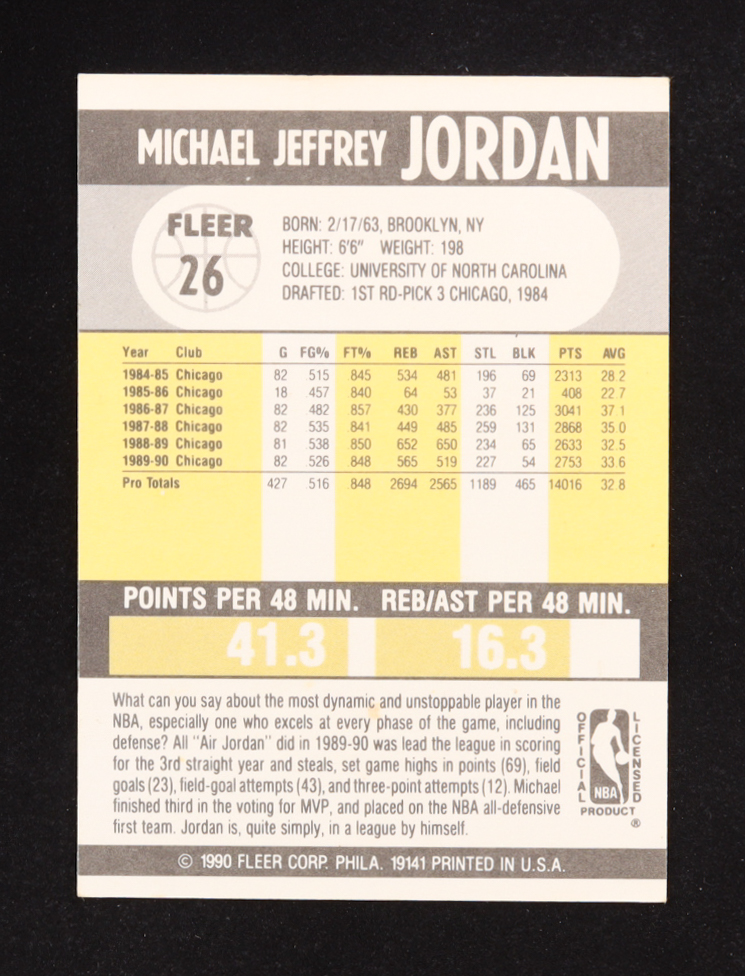 MICHAEL JEFFREY JORDAN
FLEER
26
BORN: 2/17/63, BROOKLYN, NY
HEIGHT: 6'6" WEIGHT: 198
COLLEGE: UNIVERSITY OF NORTH CAROLINA
DRAFTED: 1ST RD-PICK 3 CHICAGO, 1984
Year Club G FG% FT% REB AST STL BLK PTS AVG
1984-85 Chicago 82 .515 .845 534 481 196 69 2313 28.2
1985-86 Chicago 18 .457 .840 64 53 37 21 408 22.7
1986-87 Chicago 82 .482 .857 430 377 236 125 3041 37.1
1987-88 Chicago 82 .535 .841 449 485 259 131 2868 35.0
1988-89 Chicago 81 .538 .850 652 650 234 65 2633 32.5
1989-90 Chicago 82 .526 .848 565 519 227 54 2753 33.6
Pro Totals 427 .516 .848 2694 2565 1189 465 14016 32.8
POINTS PER 48 MIN. REB/AST PER 48 MIN.
41.3 16.3
What can you say about the most dynamic and unstoppable player in the
NBA, especially one who excels at every phase of the game, including
defense? All "Air Jordan" did in 1989-90 was lead the league in scoring
for the 3rd straight year and steals, set game highs in points (69), field
goals (23), field-goal attempts (43), and three-point attempts (12). Michael
finished third in the voting for MVP, and placed on the NBA all-defensive
first team. Jordan is, quite simply, in a league by himself.
OFFICIAL
LICENSED
NBA
PRODUCT
®
© 1990 FLEER CORP. PHILA. 19141 PRINTED IN U.S.A.